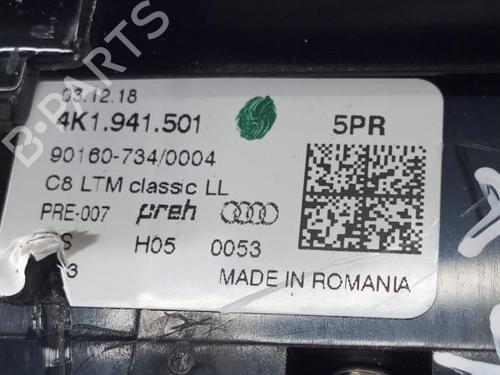 B-PARTS
03.12.18
4K1.941.501 5PR
90160-734/0004
C8 LTM classic LL
PRE-007 preh
S H05 0053
3 MADE IN ROMANIA